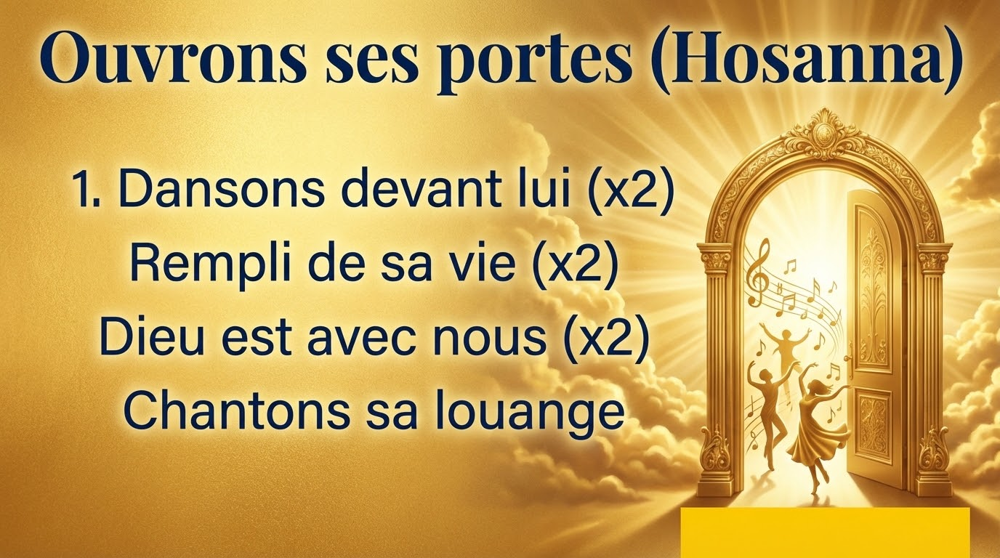 Ouvrons ses portes (Hosanna)
1. Dansons devant lui (x2)
Rempli de sa vie (x2)
Dieu est avec nous (x2)
Chantons sa louange